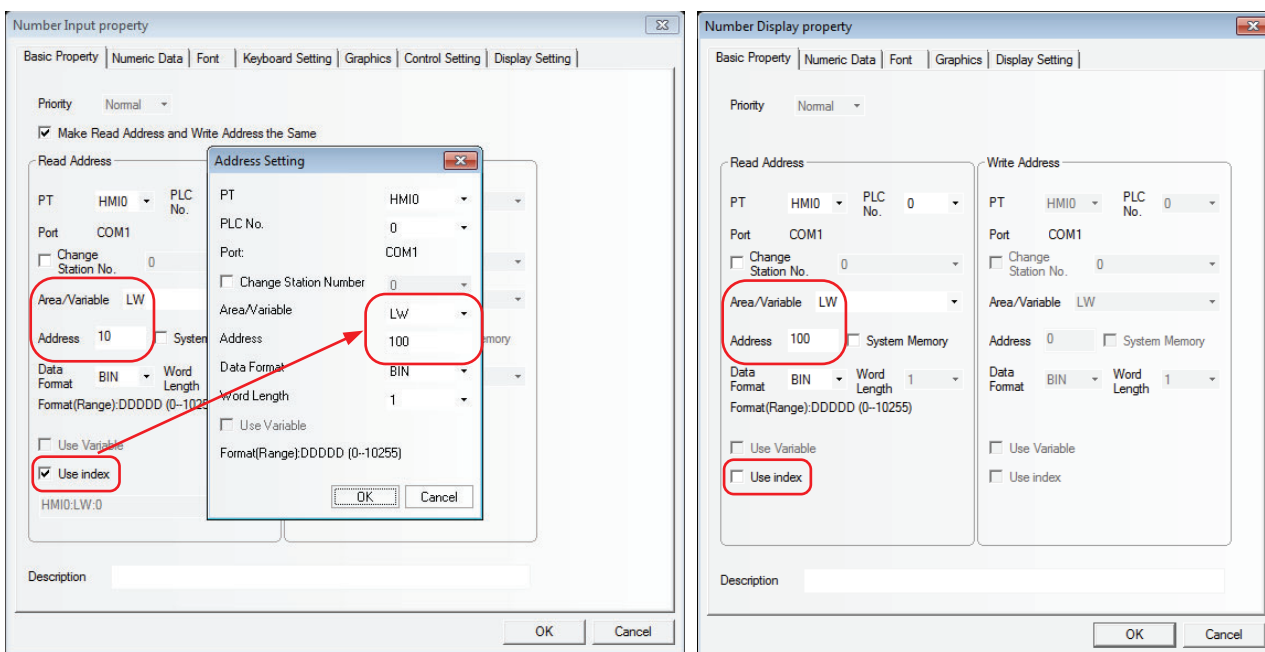 Number Input property
Basic Property Numeric Data Font Keyboard Setting Graphics Control Setting Display Setting
Priority Normal
Make Read Address and Write Address the Same
Read Address
PT HMI0 PLC No.
Port COM1
Change Station No. 0
Area/Variable LW
Address 10 System
Data Format BIN Word Length
Format(Range):DDDDD (0--1025
Use Variable
Use index
HMI0:LW:0
Description
OK Cancel
Address Setting
PT HMI0
PLC No. 0
Port: COM1
Change Station Number 0
Area/Variable LW
Address 100
Data Format BIN
Word Length 1
Use Variable
Format(Range):DDDDD (0--10255)
OK Cancel
emory
Number Display property
Basic Property Numeric Data Font Graphics Display Setting
Priority Normal
Read Address
PT HMI0 PLC No. 0
Port COM1
Change Station No. 0
Area/Variable LW
Address 100 System Memory
Data Format BIN Word Length 1
Format(Range):DDDDD (0--10255)
Use Variable
Use index
Write Address
PT HMI0 PLC No. 0
Port COM1
Change Station No. 0
Area/Variable LW
Address 0 System Memory
Data Format BIN Word Length 1
Use Variable
Use index
Description
OK Cancel